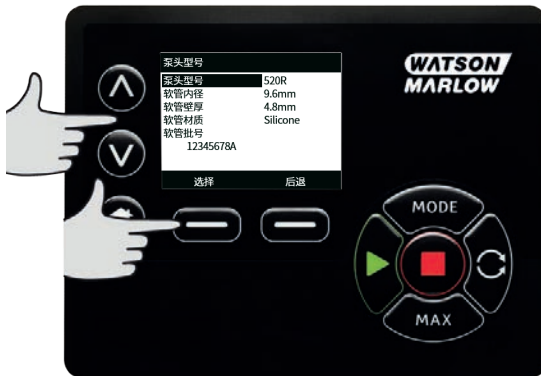 泵头型号
泵头型号 520R
软管内径 9.6mm
软管壁厚 4.8mm
软管材质 Silicone
软管批号
12345678A
选择 后退
WATSON
MARLOW
MODE
MAX